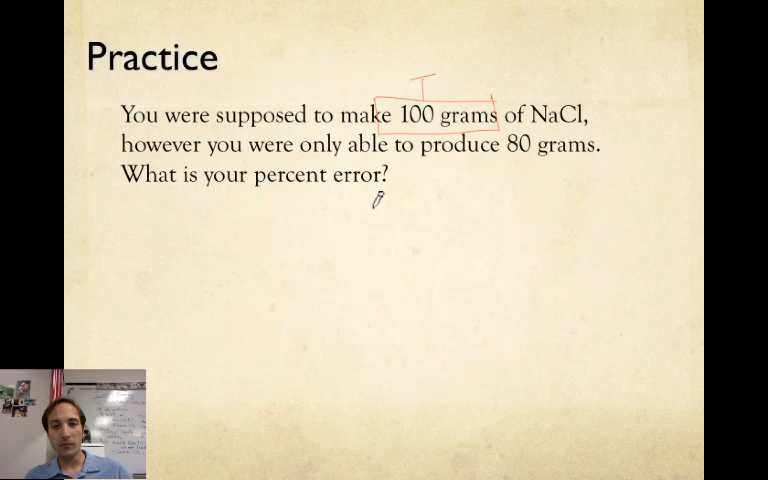 Practice
T
You were supposed to make 100 grams of NaCl,
however you were only able to produce 80 grams.
What is your percent error?